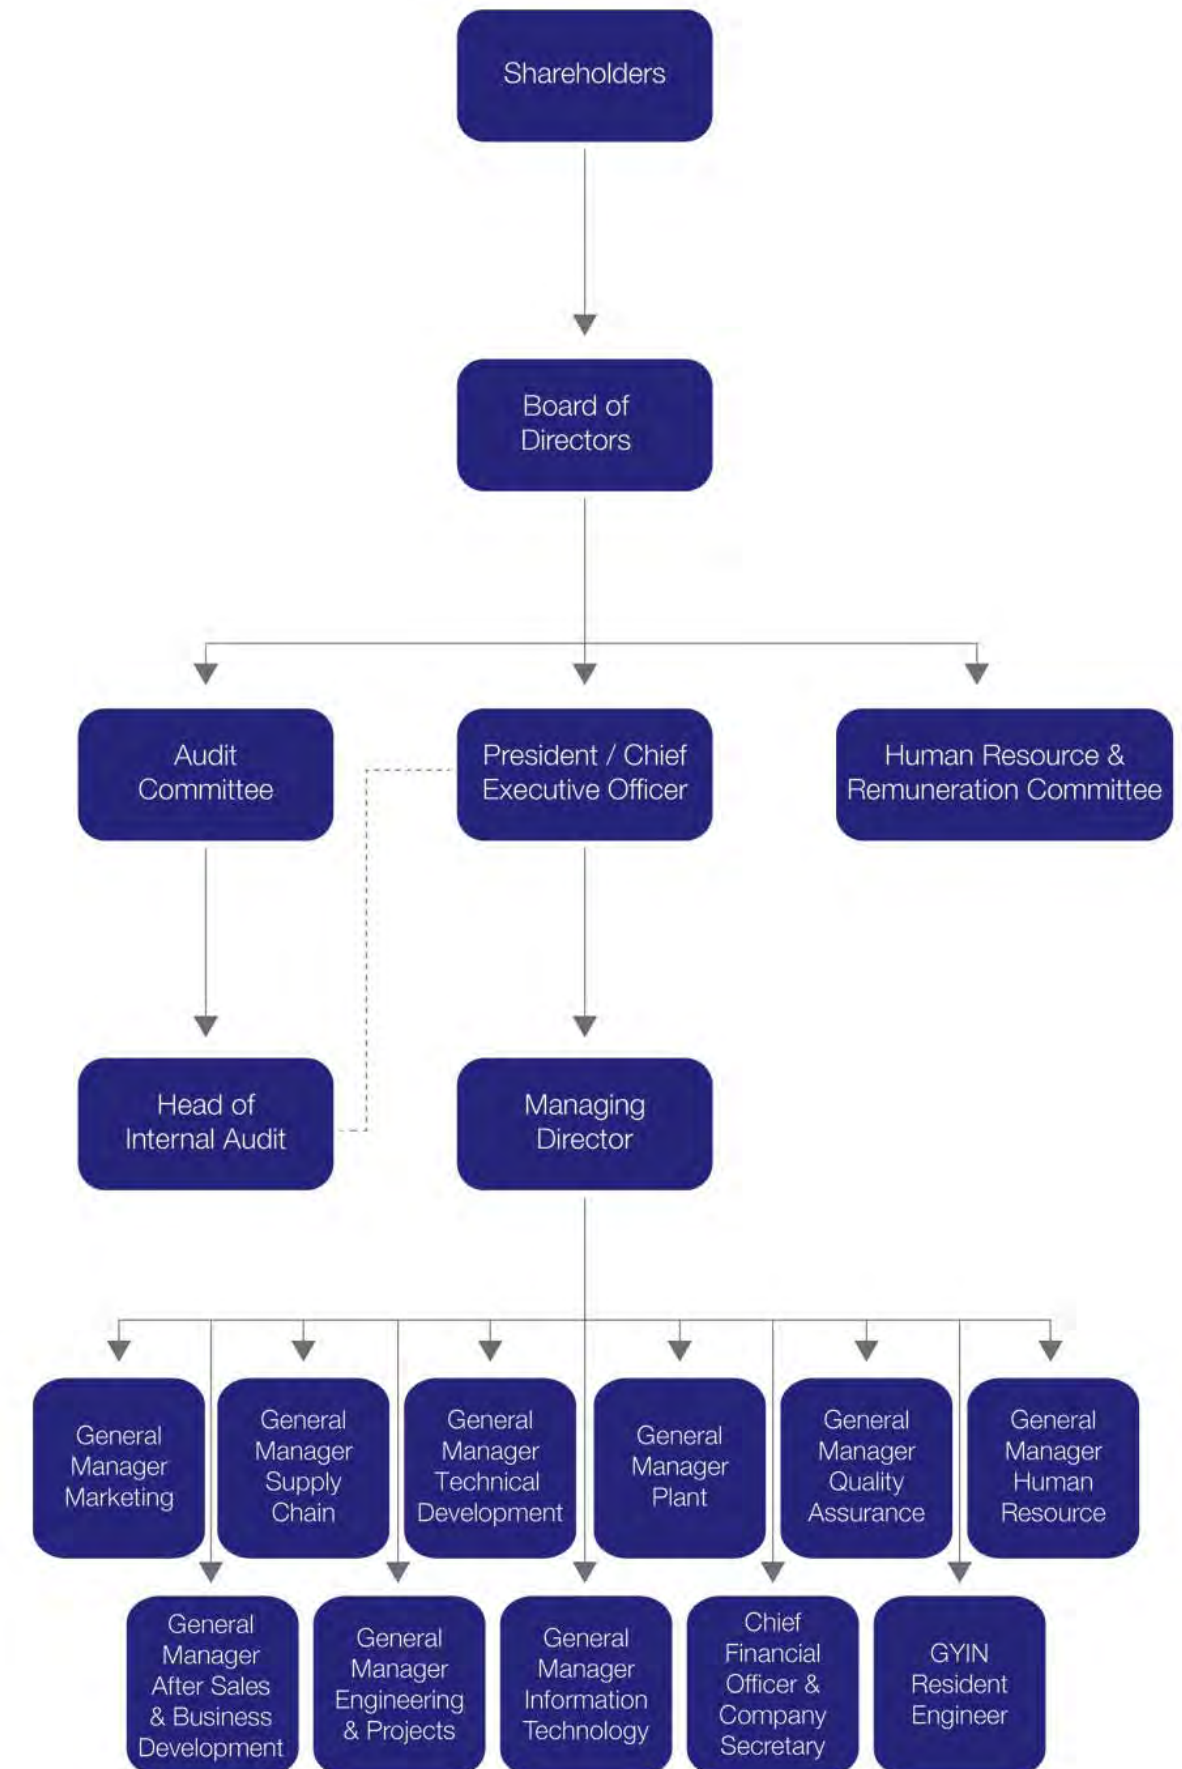 Shareholders
Board of
Directors
Audit
Committee
President / Chief
Executive Officer
Human Resource &
Remuneration Committee
Head of
Internal Audit
Managing
Director
General
Manager
Marketing
General
Manager
Supply
Chain
General
Manager
Technical
Development
General
Manager
Plant
General
Manager
Quality
Assurance
General
Manager
Human
Resource
General
Manager
After Sales
& Business
Development
General
Manager
Engineering
& Projects
General
Manager
Information
Technology
Chief
Financial
Officer &
Company
Secretary
GYIN
Resident
Engineer